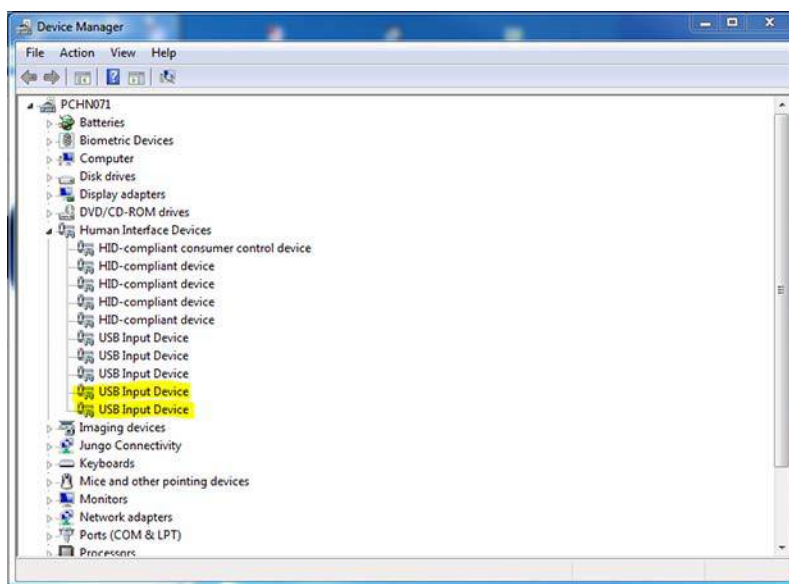 Device Manager
File Action View Help
PCHN071
Batteries
Biometric Devices
Computer
Disk drives
Display adapters
DVD/CD-ROM drives
Human Interface Devices
HID-compliant consumer control device
HID-compliant device
HID-compliant device
HID-compliant device
HID-compliant device
USB Input Device
USB Input Device
USB Input Device
USB Input Device
USB Input Device
Imaging devices
Jungo Connectivity
Keyboards
Mice and other pointing devices
Monitors
Network adapters
Ports (COM & LPT)
Processors